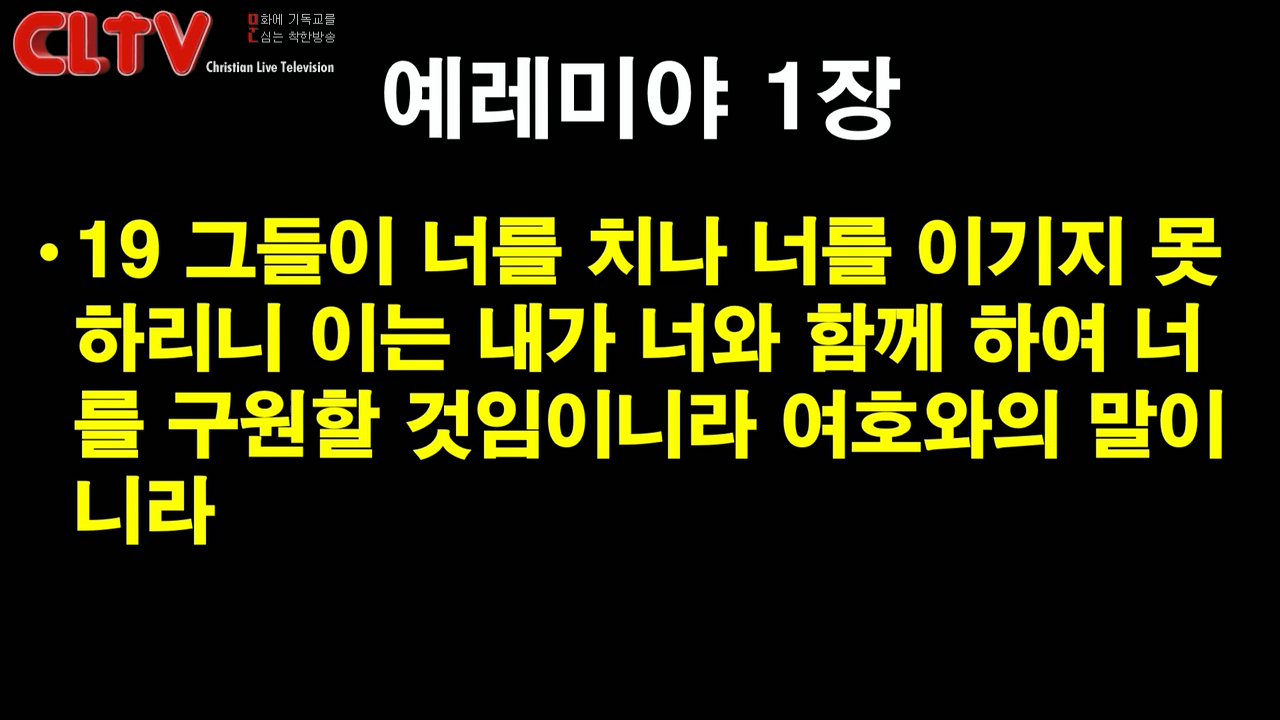 CLTV
문화에 기독교를
심는 착한방송
Christian Live Television
예레미야 1장
• 19 그들이 너를 치나 너를 이기지 못
하리니 이는 내가 너와 함께 하여 너
를 구원할 것임이니라 여호와의 말이
니라